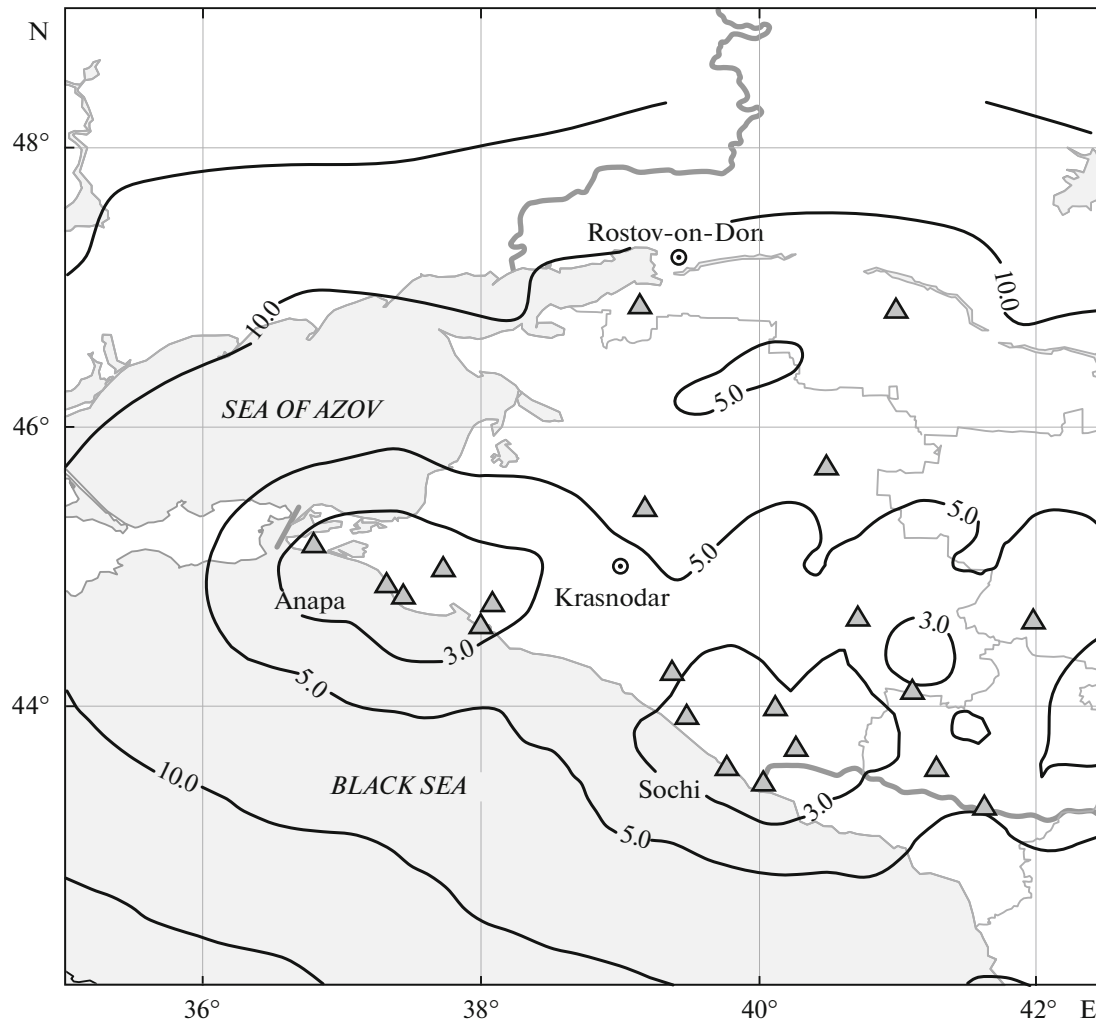 N
48°
Rostov-on-Don
10.0
10.0
5.0
46°
SEA OF AZOV
5.0
5.0
Krasnodar
Anapa
3.0
3.0
5.0
44°
10.0
BLACK SEA
Sochi
3.0
5.0
36°
38°
40°
42°
E